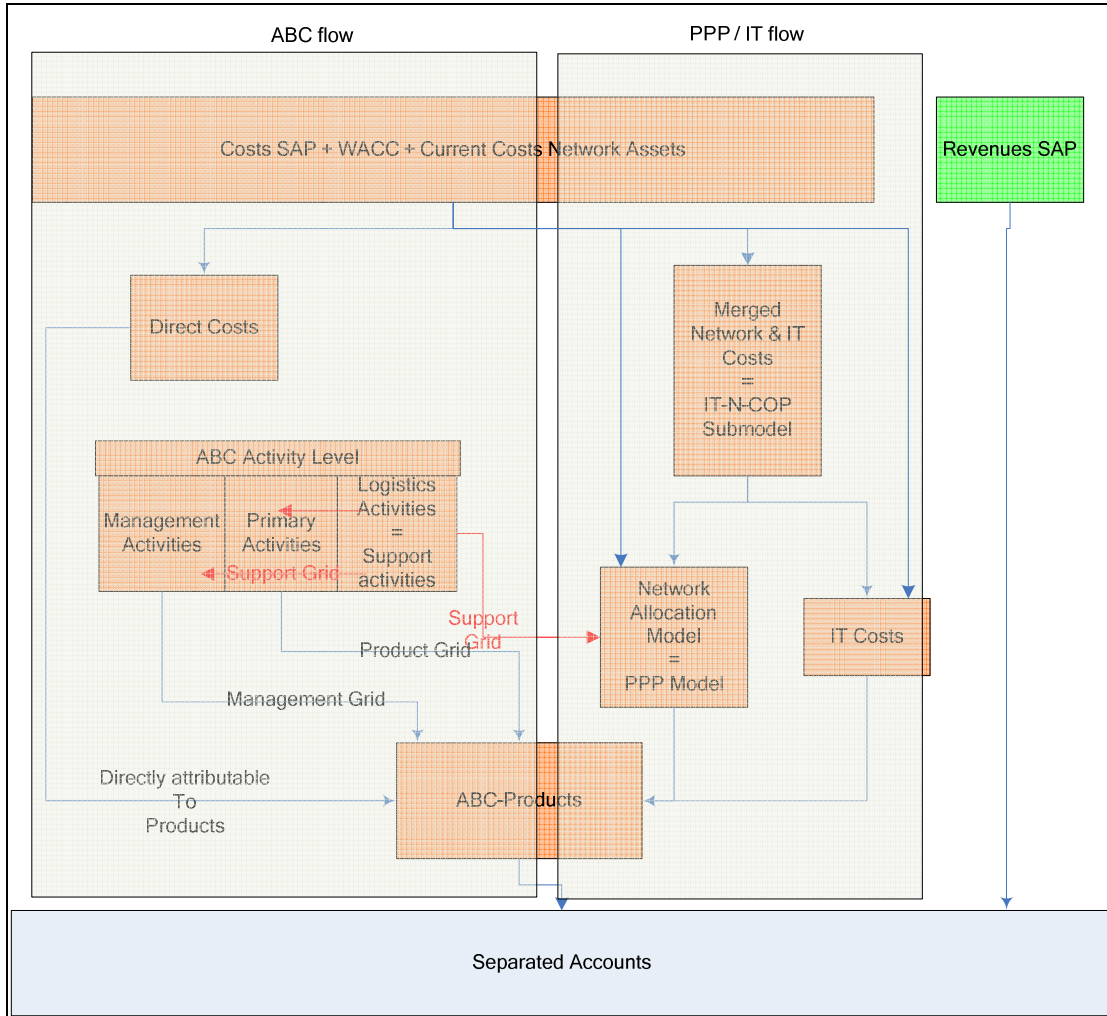 ABC flow
PPP / IT flow
Costs SAP + WACC + Current Costs Network Assets
Revenues SAP
Direct Costs
Merged
Network & IT
Costs
=
IT-N-COP
Submodel
ABC Activity Level
Management
Activities
Primary
Activities
Logistics
Activities
=
Support
activities
Support Grid
Support
Grid
Network
Allocation
Model
=
PPP Model
IT Costs
Product Grid
Management Grid
Directly attributable
To
Products
ABC-Products
Separated Accounts